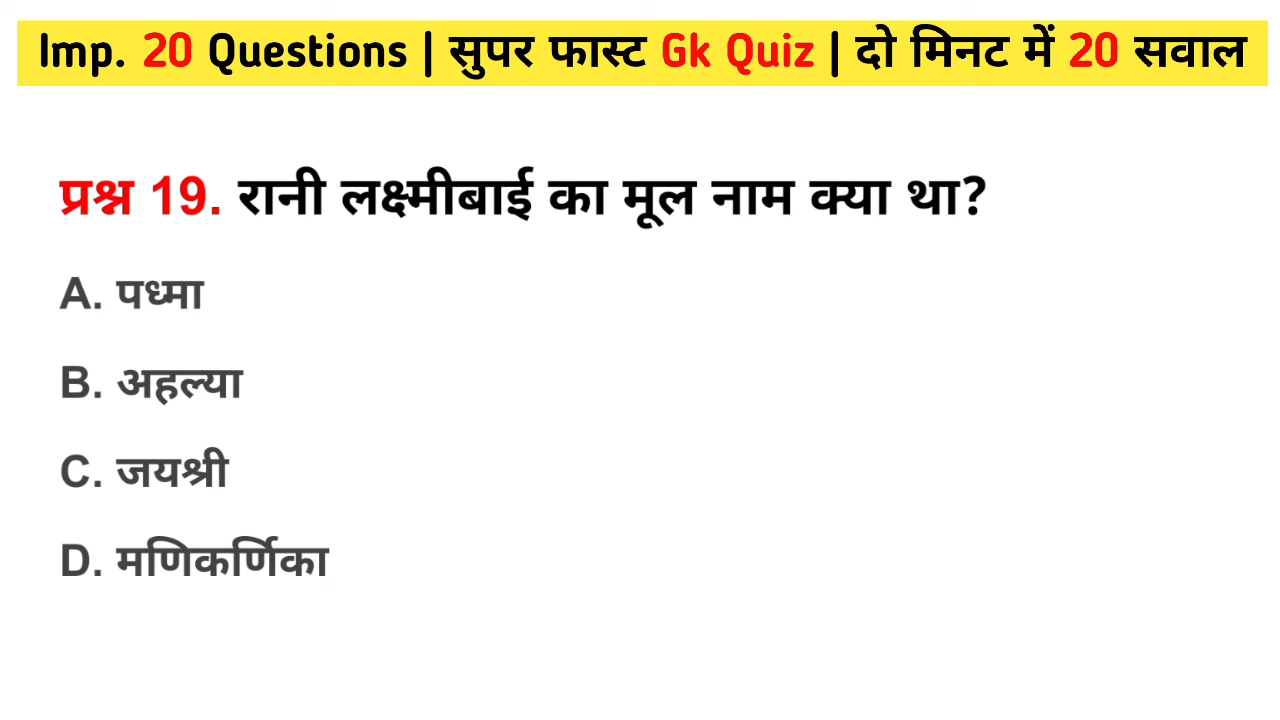 Imp. 20 Questions | सुपर फास्ट Gk Quiz | दो मिनट में 20 सवाल
प्रश्न 19. रानी लक्ष्मीबाई का मूल नाम क्या था?
A. पध्मा
B. अहल्या
C. जयश्री
D. मणिकर्णिका